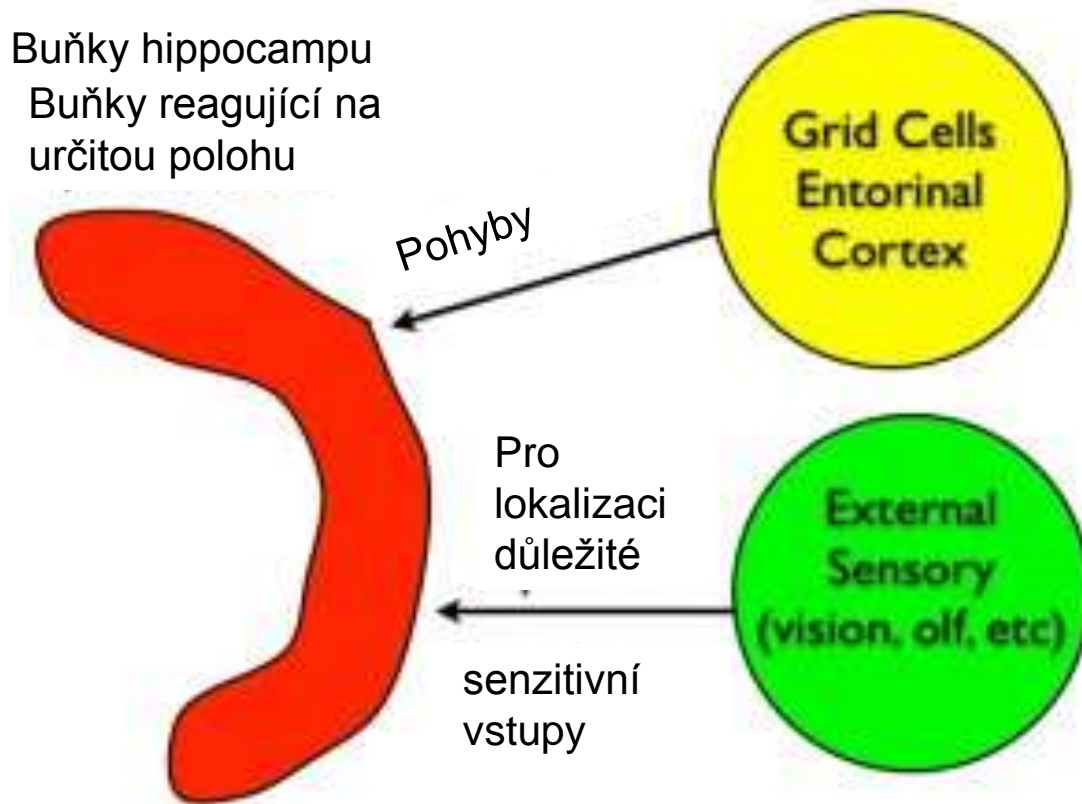 Buňky hippocampu
Buňky reagující na
určitou polohu
Pohyby
Grid Cells
Entorinal
Cortex
Pro
lokalizaci
důležité
External
Sensory
(vision, olf, etc)
senzitivní
vstupy